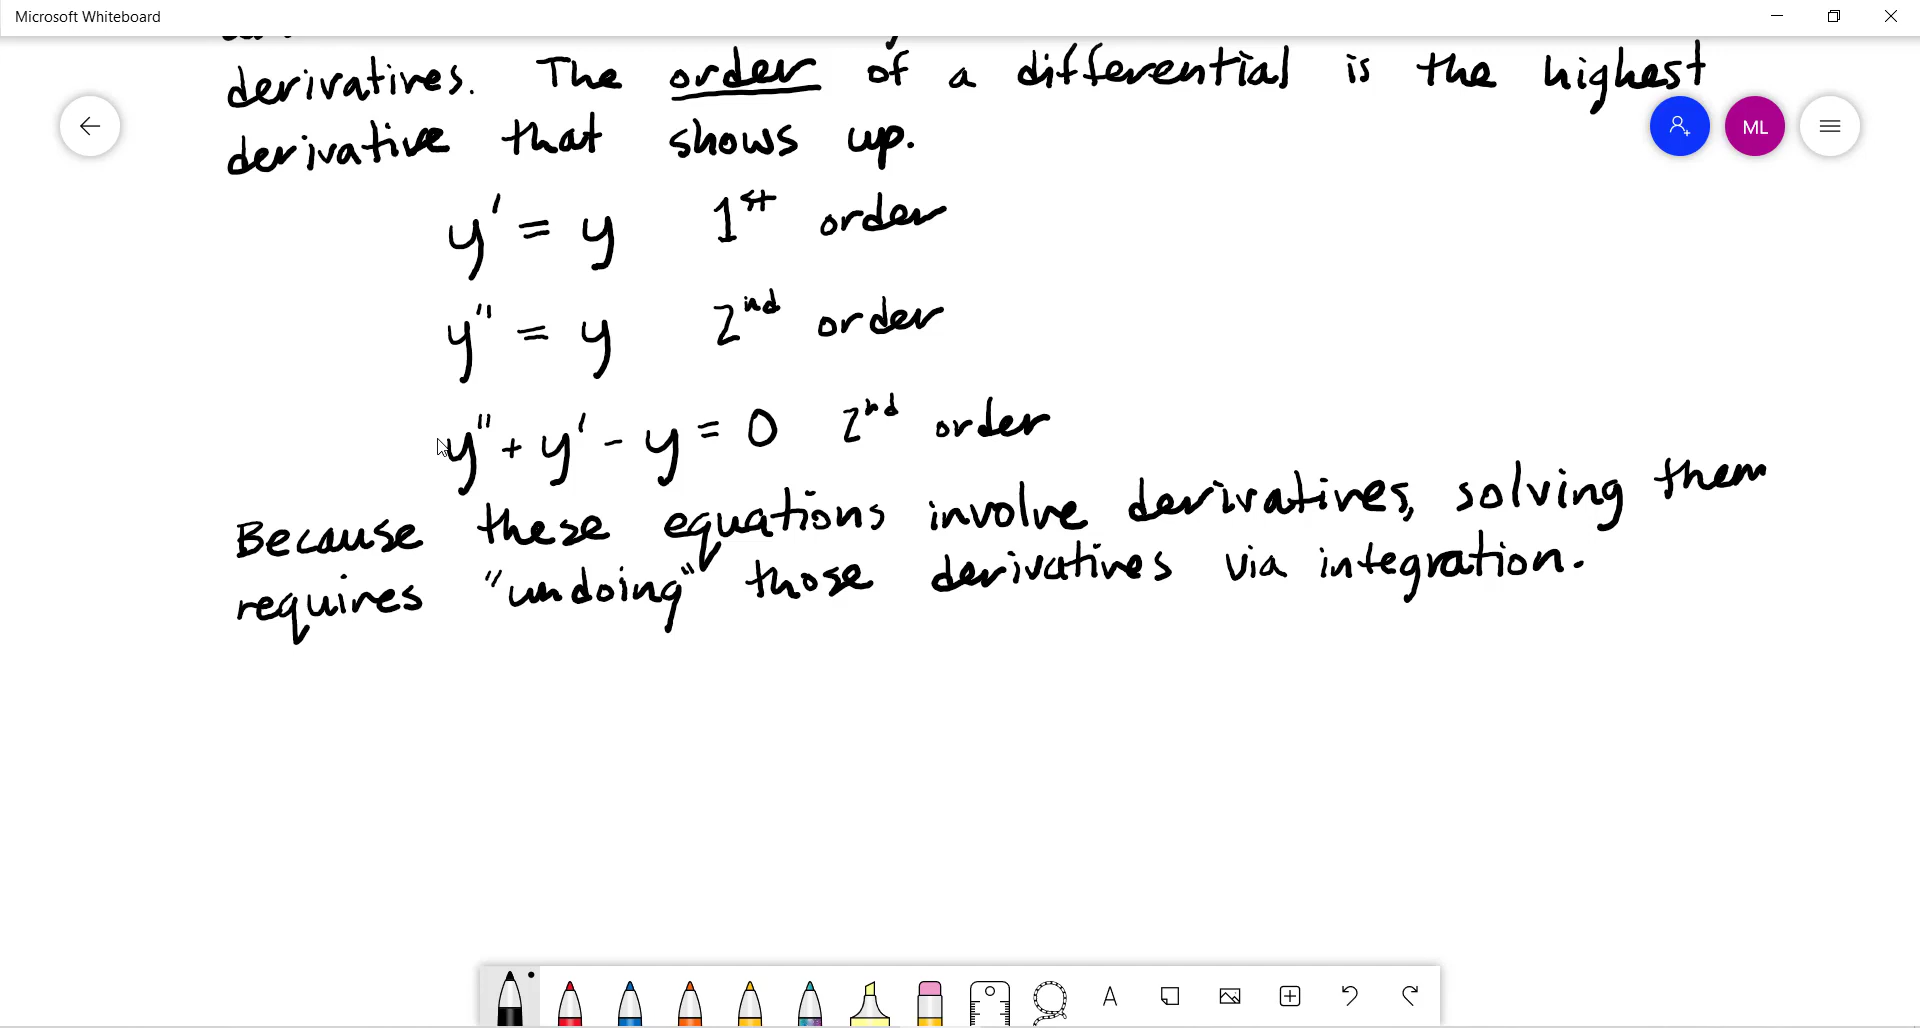 Microsoft Whiteboard
derivatives. The order of a differential is the highest
derivative that shows up.
ML
y' = y 1st order
y'' = y 2nd order
y'' + y' - y = 0 2nd order
Because these equations involve derivatives, solving them
requires "undoing" those derivatives via integration.
A